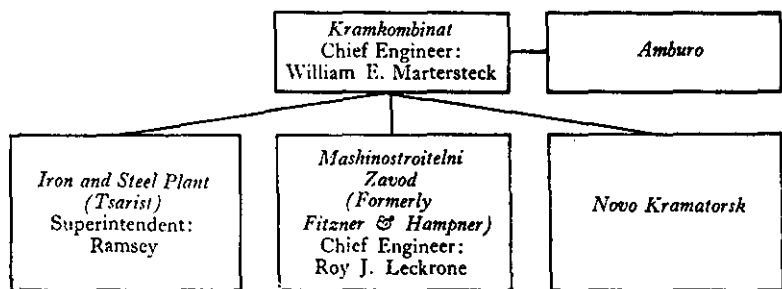 Kramkombinat
Chief Engineer:
William E. Martersteck
Amburo
Iron and Steel Plant
(Tsarist)
Superintendent:
Ramsey
Mashinostroitelni
Zavod
(Formerly
Fitzner & Hampner)
Chief Engineer:
Roy J. Leckrone
Novo Kramatorsk